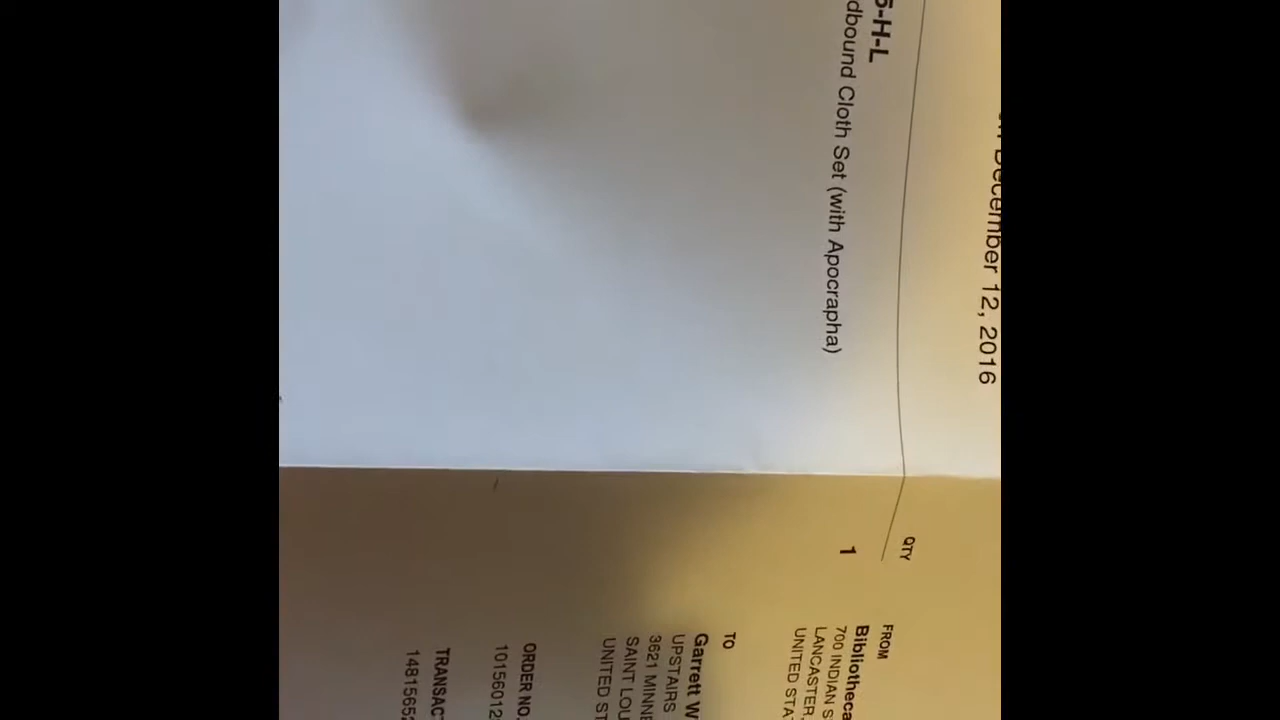 December 12, 2016
QTY
5-H-L
dbound Cloth Set (with Apocrapha)
1
FROM
Bibliotheca
700 INDIAN S
LANCASTER
UNITED STA
TO
Garrett W
UPSTAIRS
3621 MINNE
SAINT LOU
UNITED ST
ORDER NO.
10156012
TRANSAC
1481565